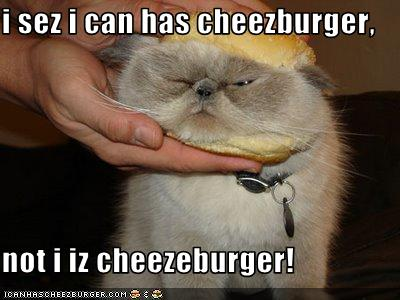 i sez i can has cheezburger,
not i iz cheezeburger!
ICANHASCHEEZBURGER.COM